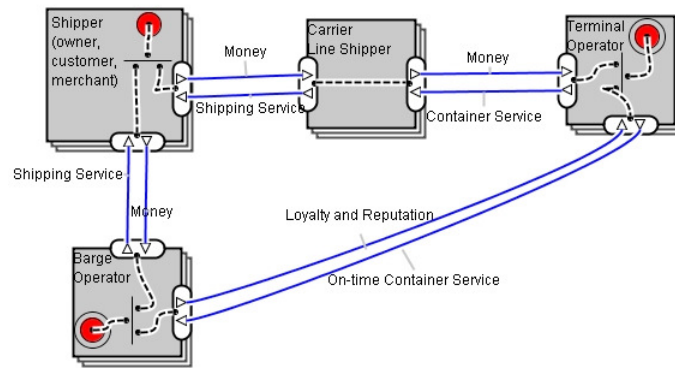 Shipper
(owner,
customer,
merchant)
Money
Shipping Service
Carrier
Line Shipper
Money
Container Service
Terminal
Operator
Shipping Service
Money
Loyalty and Reputation
On-time Container Service
Barge
Operator